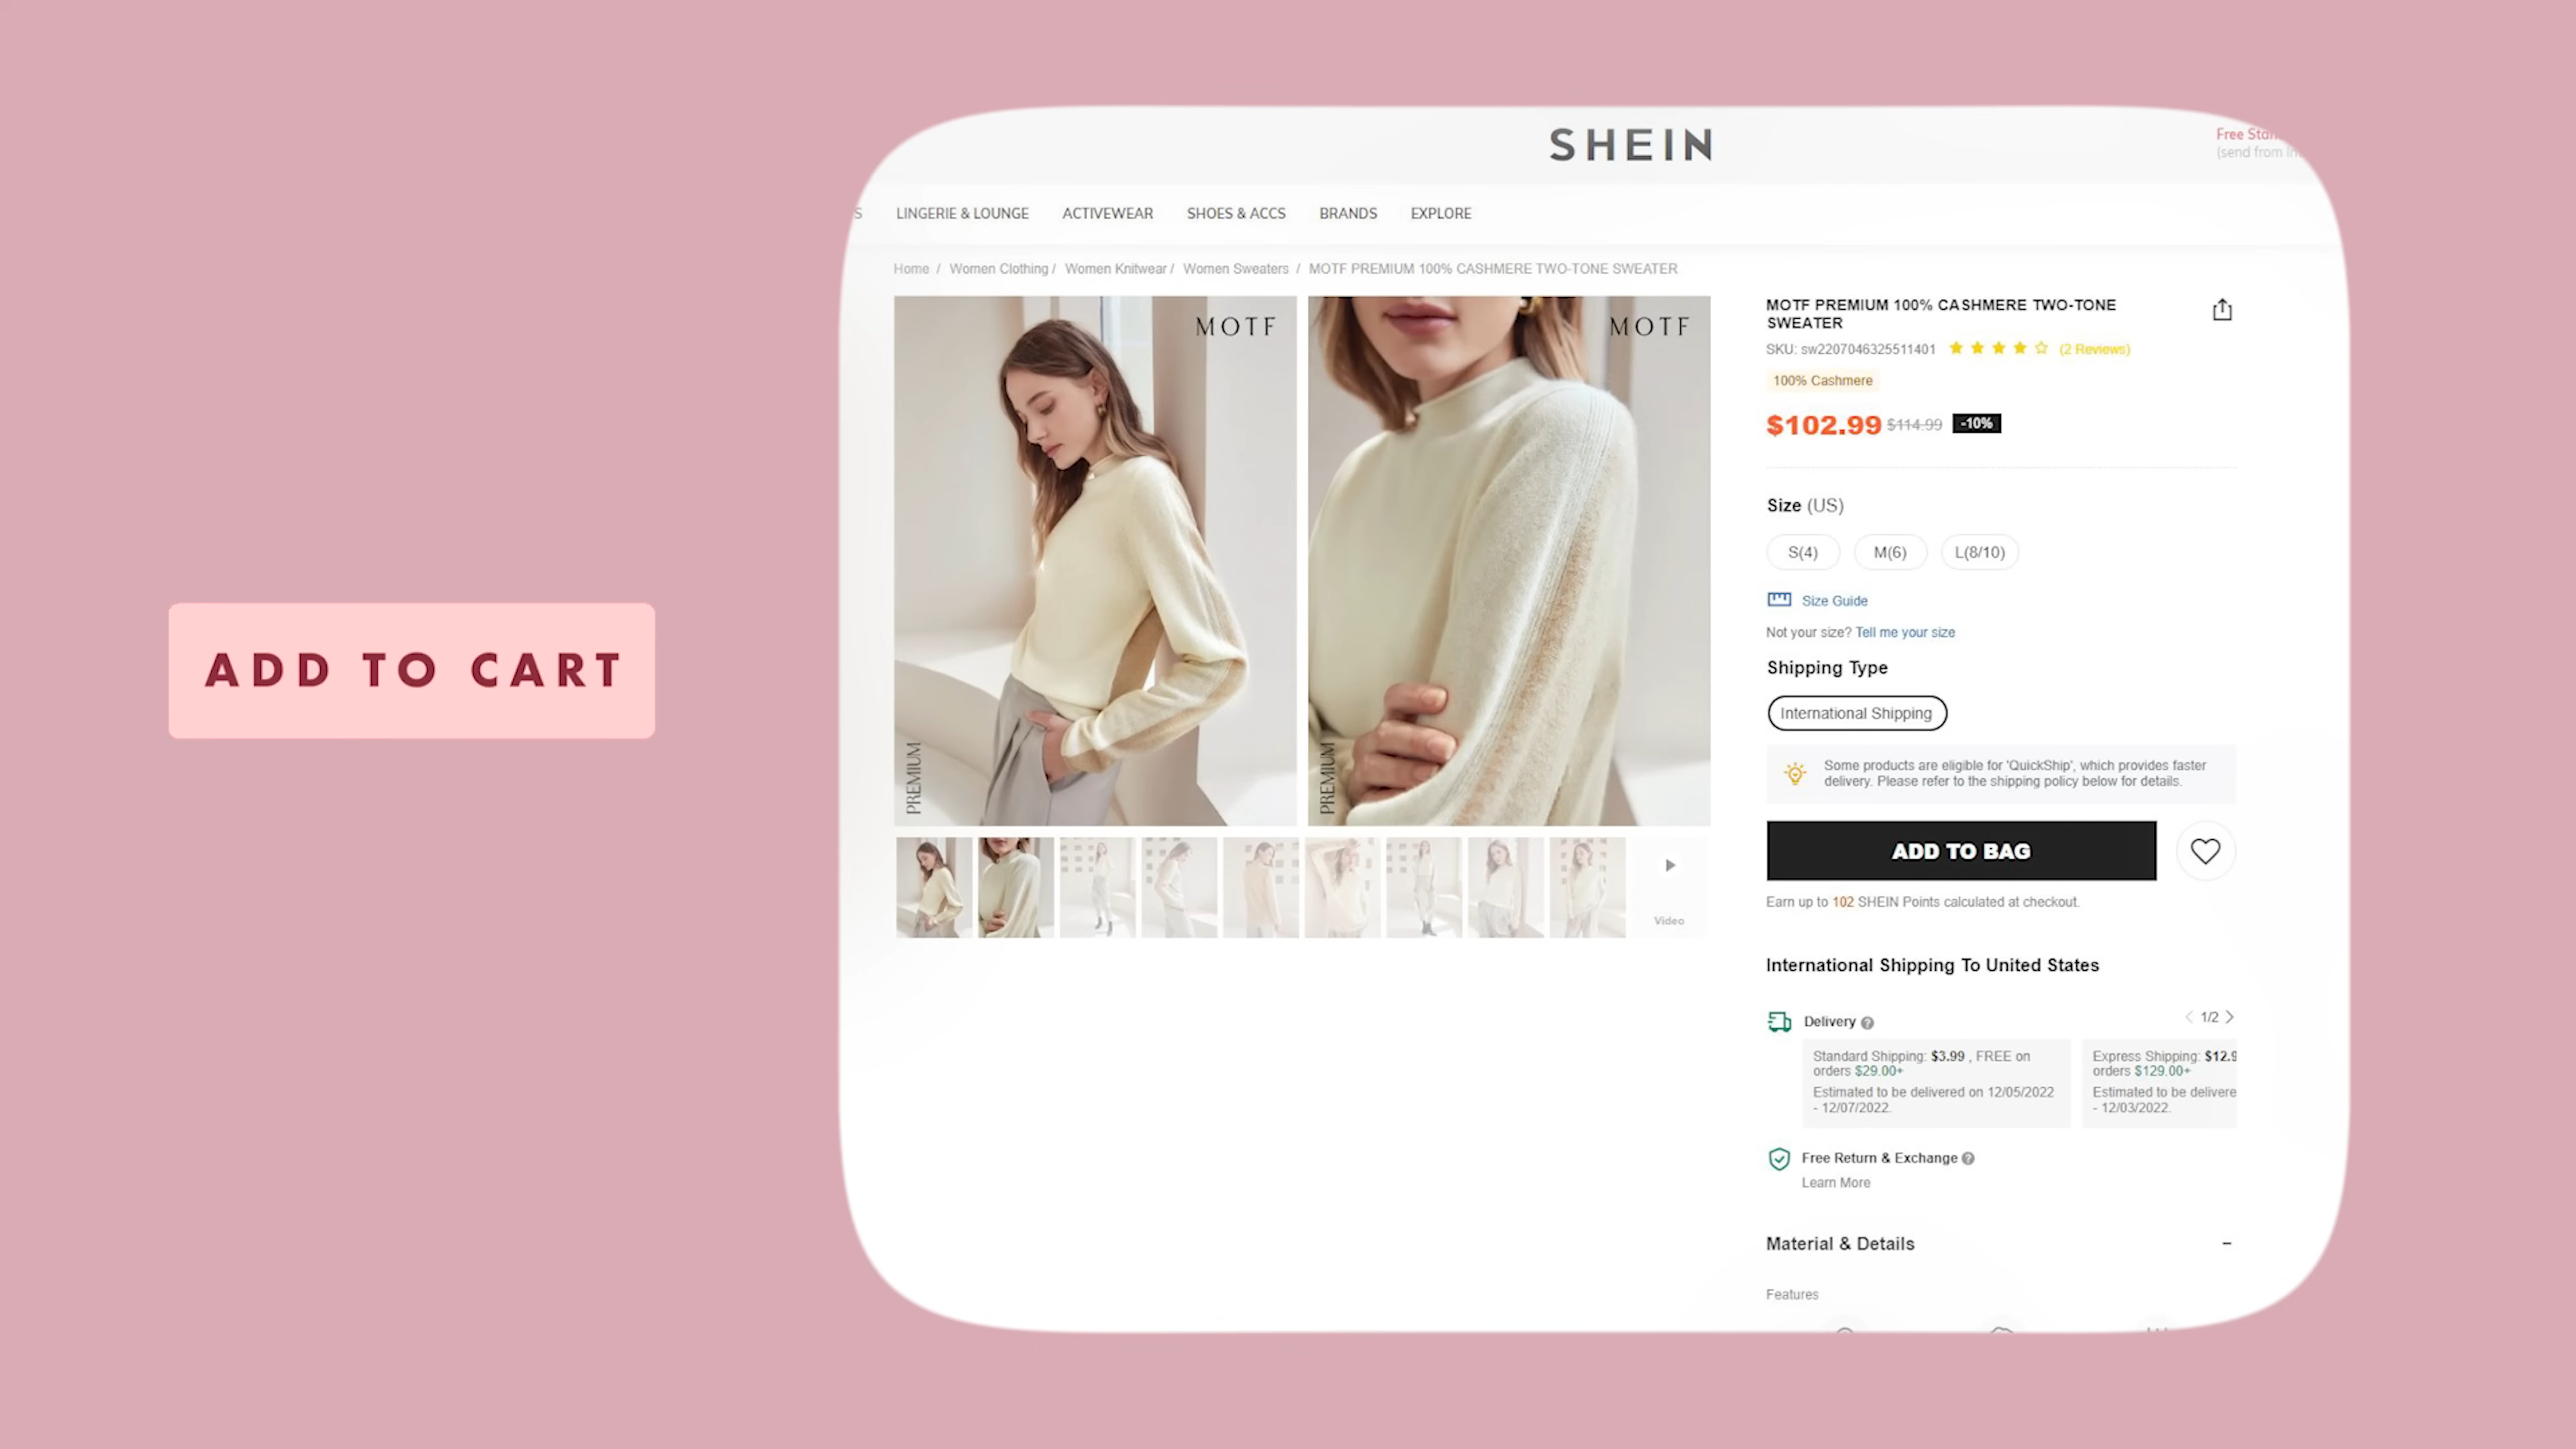 SHEIN
Free Stan
(send from
S LINGERIE & LOUNGE ACTIVEWEAR SHOES & ACCS BRANDS EXPLORE
Home / Women Clothing / Women Knitwear / Women Sweaters / MOTF PREMIUM 100% CASHMERE TWO-TONE SWEATER
MOTF
PREMIUM
MOTF
PREMIUM
Video
MOTF PREMIUM 100% CASHMERE TWO-TONE
SWEATER
SKU: sw2207046325511401 (2 Reviews)
100% Cashmere
$102.99 $114.99 -10%
Size (US)
S(4) M(6) L(8/10)
Size Guide
Not your size? Tell me your size
Shipping Type
International Shipping
Some products are eligible for 'QuickShip', which provides faster
delivery. Please refer to the shipping policy below for details.
ADD TO CART
ADD TO BAG
Earn up to 102 SHEIN Points calculated at checkout.
International Shipping To United States
Delivery ?
1/2
Standard Shipping: $3.99 , FREE on
orders $29.00+
Estimated to be delivered on 12/05/2022
- 12/07/2022.
Express Shipping: $12.9
orders $129.00+
Estimated to be delivere
- 12/03/2022.
Free Return & Exchange ?
Learn More
Material & Details −
Features